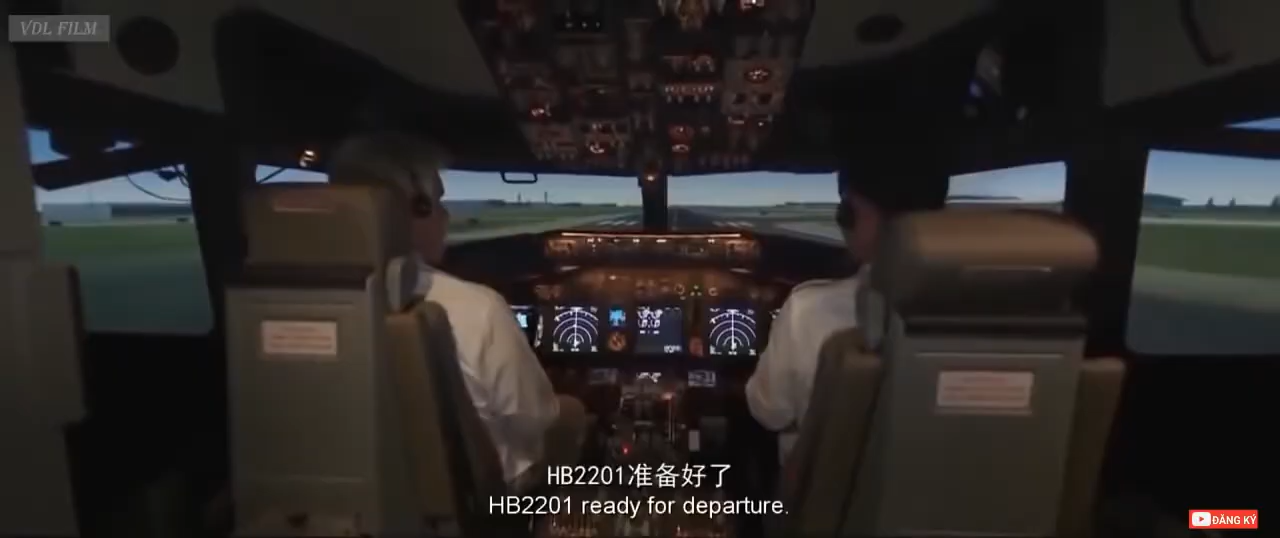 VDL FILM
HB2201准备好了
HB2201 ready for departure.
ĐĂNG KÝ